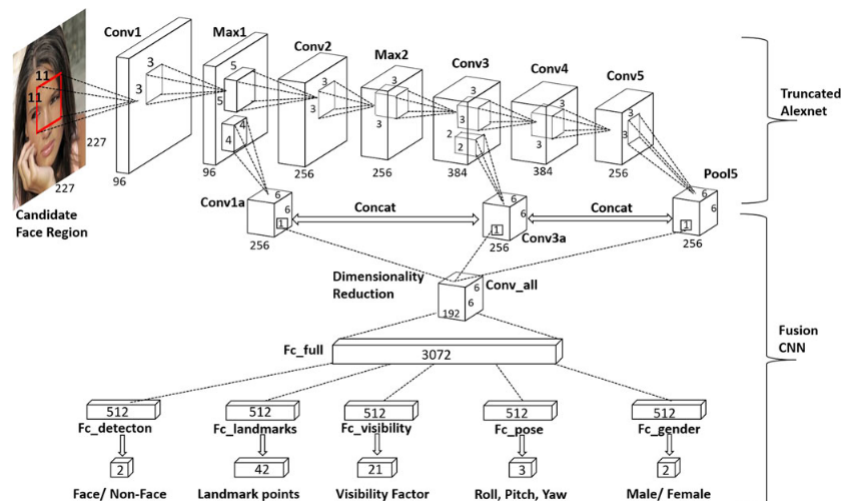 Conv1
Max1
Conv2
Max2
Conv3
Conv4
Conv5
Truncated
Alexnet
11
11
3
3
5
5
3
3
3
3
3
3
3
3
3
3
4
4
2
2
227
227
96
96
256
256
384
384
256
Pool5
Candidate
Face Region
Conv1a
6
6
1
256
Concat
6
6
1
256
Conv3a
Concat
6
6
1
256
Dimensionality
Reduction
6
6
192
Conv_all
Fusion
CNN
Fc_full
3072
512
512
512
512
512
Fc_detecton
Fc_landmarks
Fc_visibility
Fc_pose
Fc_gender
2
42
21
3
2
Face/ Non-Face
Landmark points
Visibility Factor
Roll, Pitch, Yaw
Male/ Female